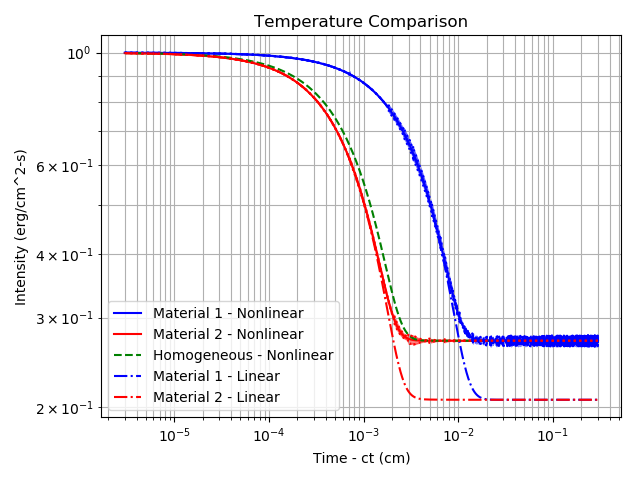 Temperature Comparison
Intensity (erg/cm^2-s)
10⁰
6 × 10⁻¹
4 × 10⁻¹
3 × 10⁻¹
2 × 10⁻¹
Material 1 - Nonlinear
Material 2 - Nonlinear
Homogeneous - Nonlinear
Material 1 - Linear
Material 2 - Linear
10⁻⁵ 10⁻⁴ 10⁻³ 10⁻² 10⁻¹
Time - ct (cm)